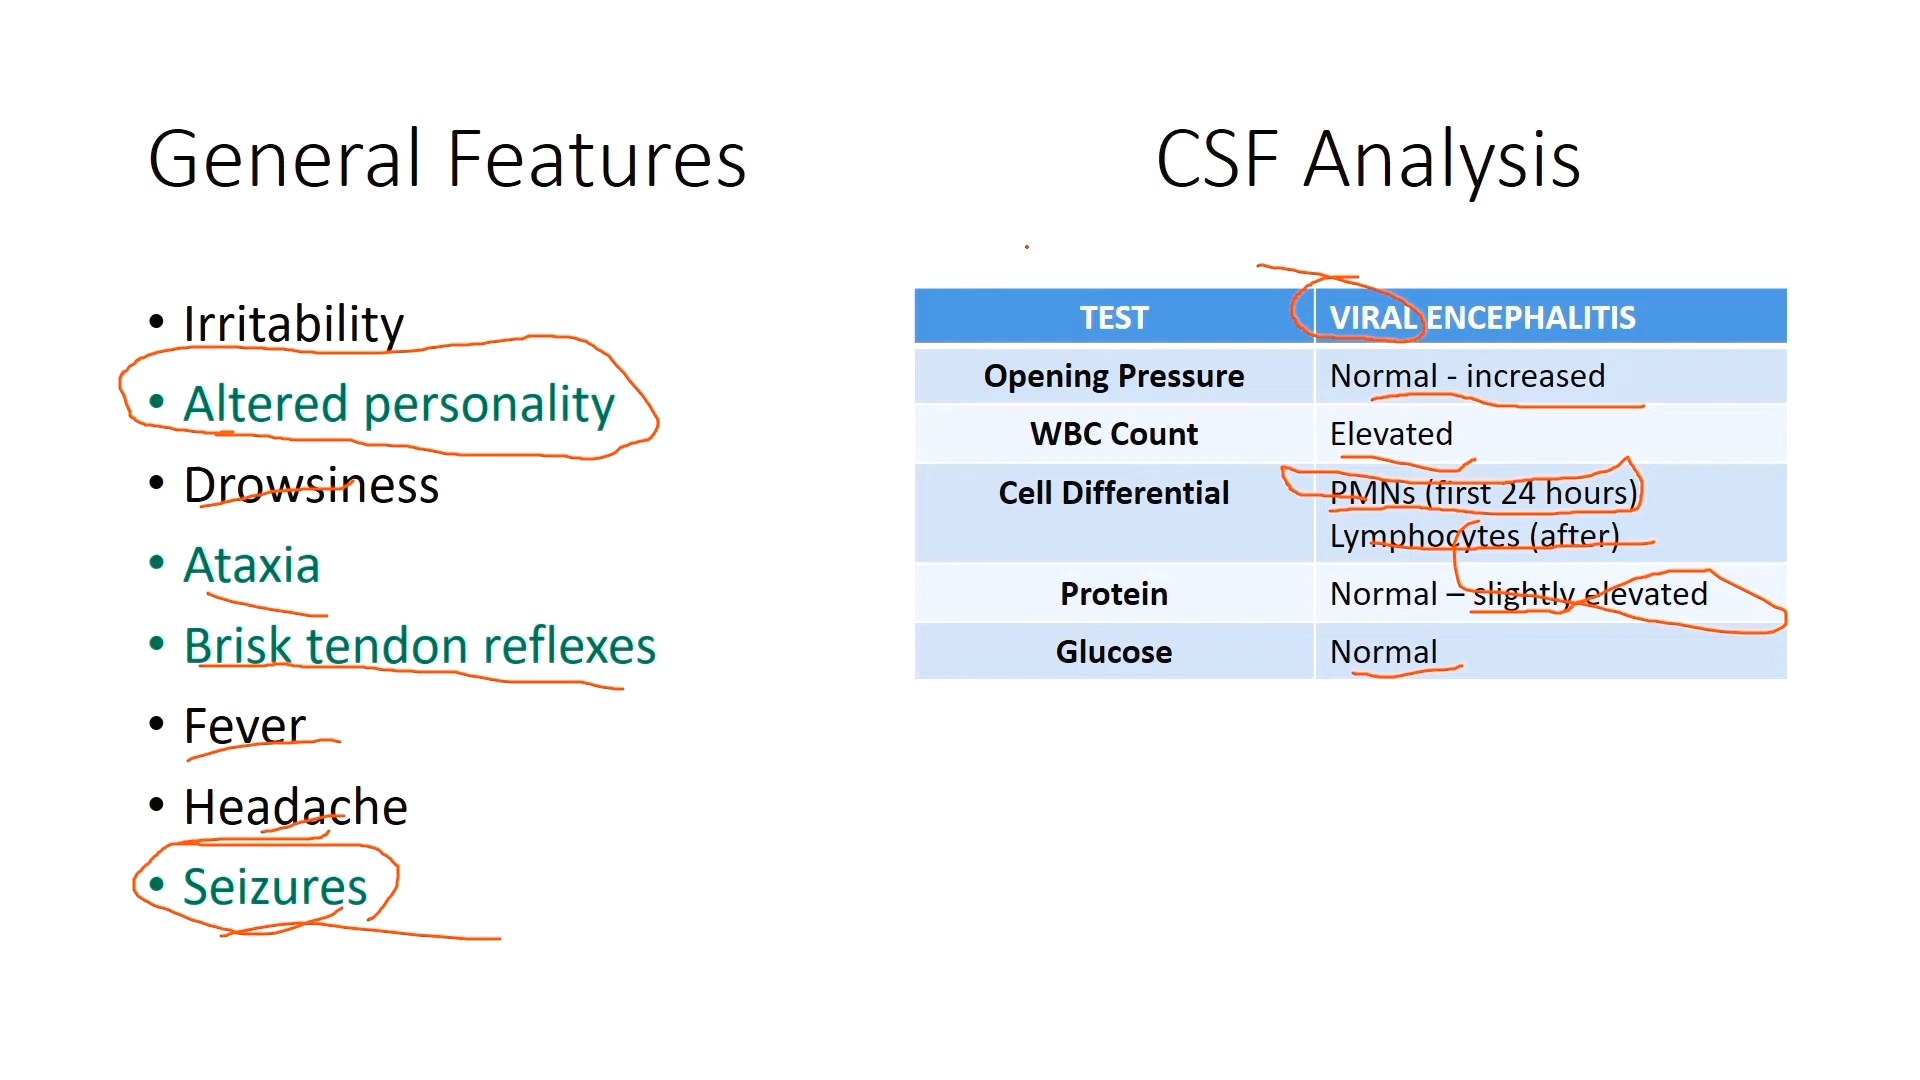 General Features
• Irritability
• Altered personality
• Drowsiness
• Ataxia
• Brisk tendon reflexes
• Fever
• Headache
• Seizures
CSF Analysis
TEST VIRAL ENCEPHALITIS
Opening Pressure Normal - increased
WBC Count Elevated
Cell Differential PMNs (first 24 hours)
Lymphocytes (after)
Protein Normal – slightly elevated
Glucose Normal